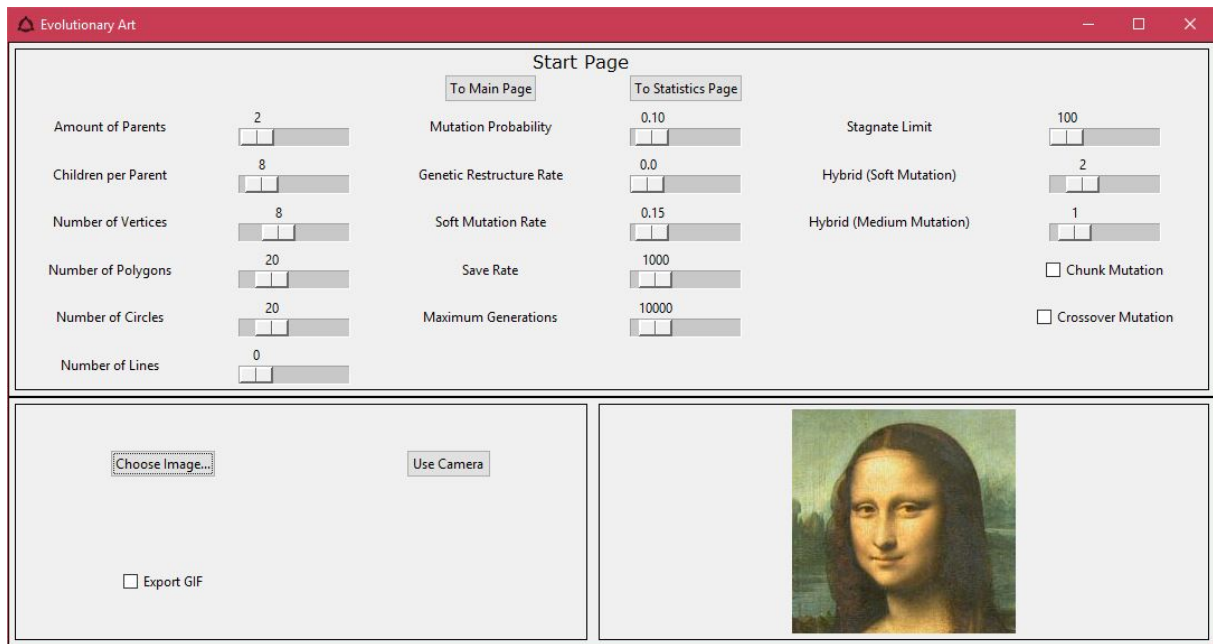 Evolutionary Art
Start Page
To Main Page To Statistics Page
Amount of Parents 2 Mutation Probability 0.10 Stagnate Limit 100
Children per Parent 8 Genetic Restructure Rate 0.0 Hybrid (Soft Mutation) 2
Number of Vertices 8 Soft Mutation Rate 0.15 Hybrid (Medium Mutation) 1
Number of Polygons 20 Save Rate 1000 Chunk Mutation
Number of Circles 20 Maximum Generations 10000 Crossover Mutation
Number of Lines 0
Choose Image... Use Camera
Export GIF